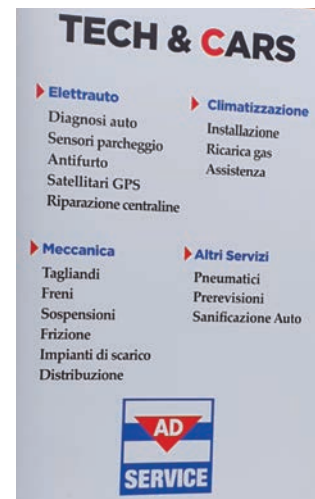 TECH & CARS
Elettrauto
Diagnosi auto
Sensori parcheggio
Antifurto
Satellitari GPS
Riparazione centraline
Climatizzazione
Installazione
Ricarica gas
Assistenza
Meccanica
Tagliandi
Freni
Sospensioni
Frizione
Impianti di scarico
Distribuzione
Altri Servizi
Pneumatici
Prerevisioni
Sanificazione Auto
AD
SERVICE